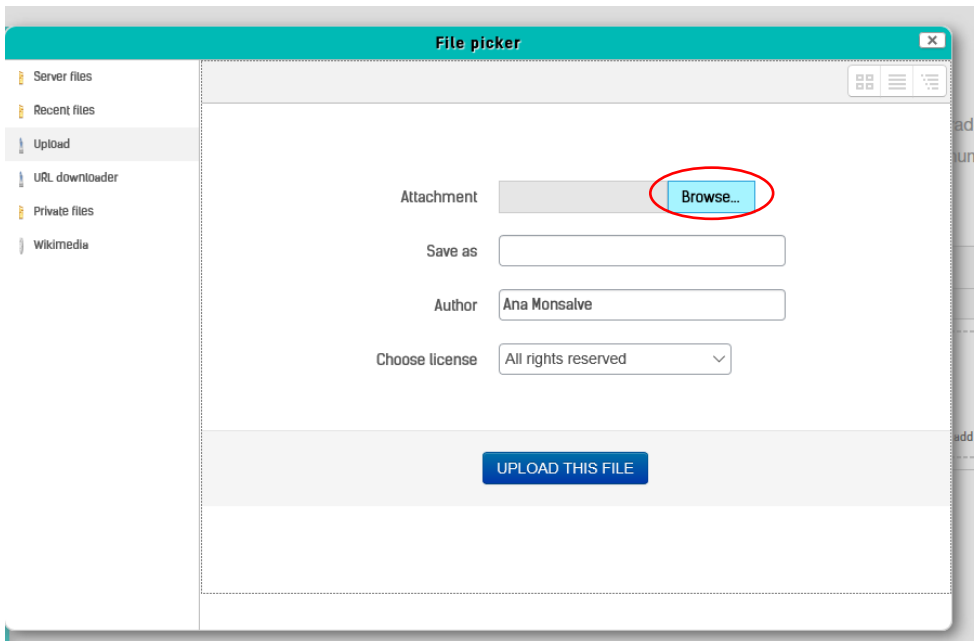 File picker
Server files
Recent files
Upload
URL downloader
Private files
Wikimedia
Attachment
Browse...
Save as
Author
Ana Monsalve
Choose license
All rights reserved
UPLOAD THIS FILE